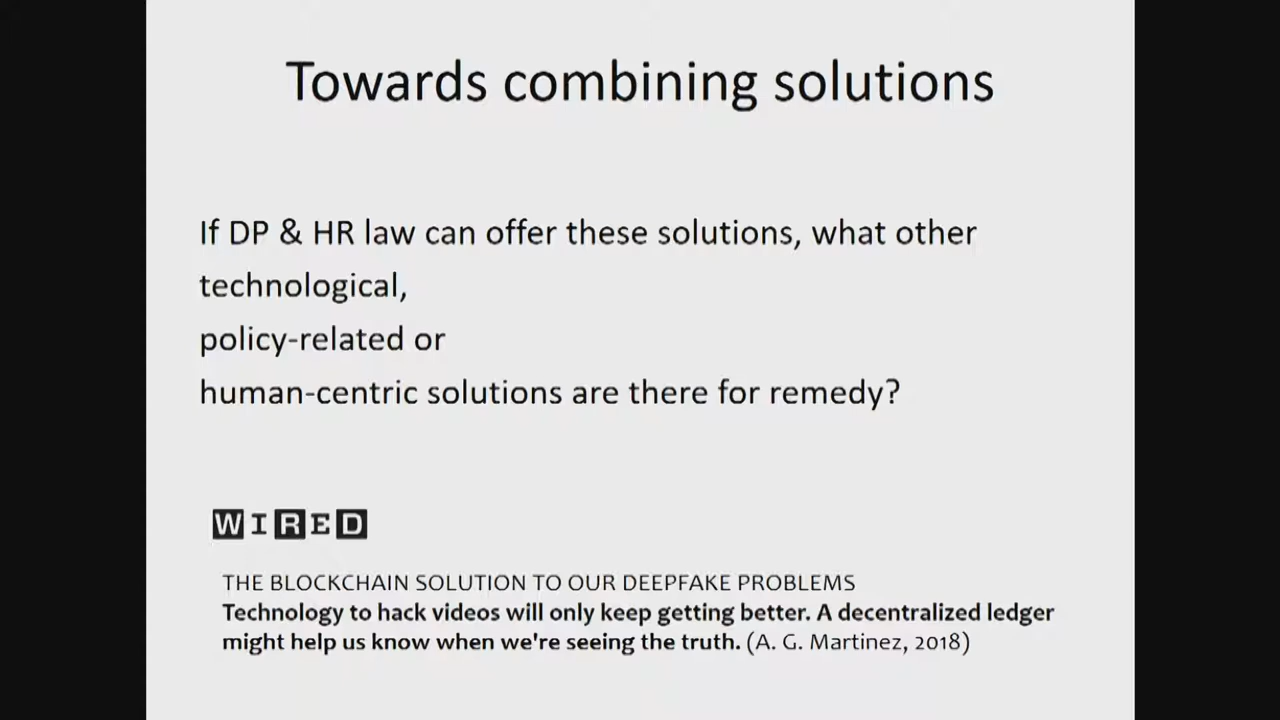 Towards combining solutions
If DP & HR law can offer these solutions, what other
technological,
policy-related or
human-centric solutions are there for remedy?
WIRED
THE BLOCKCHAIN SOLUTION TO OUR DEEPFAKE PROBLEMS
Technology to hack videos will only keep getting better. A decentralized ledger
might help us know when we're seeing the truth. (A. G. Martinez, 2018)